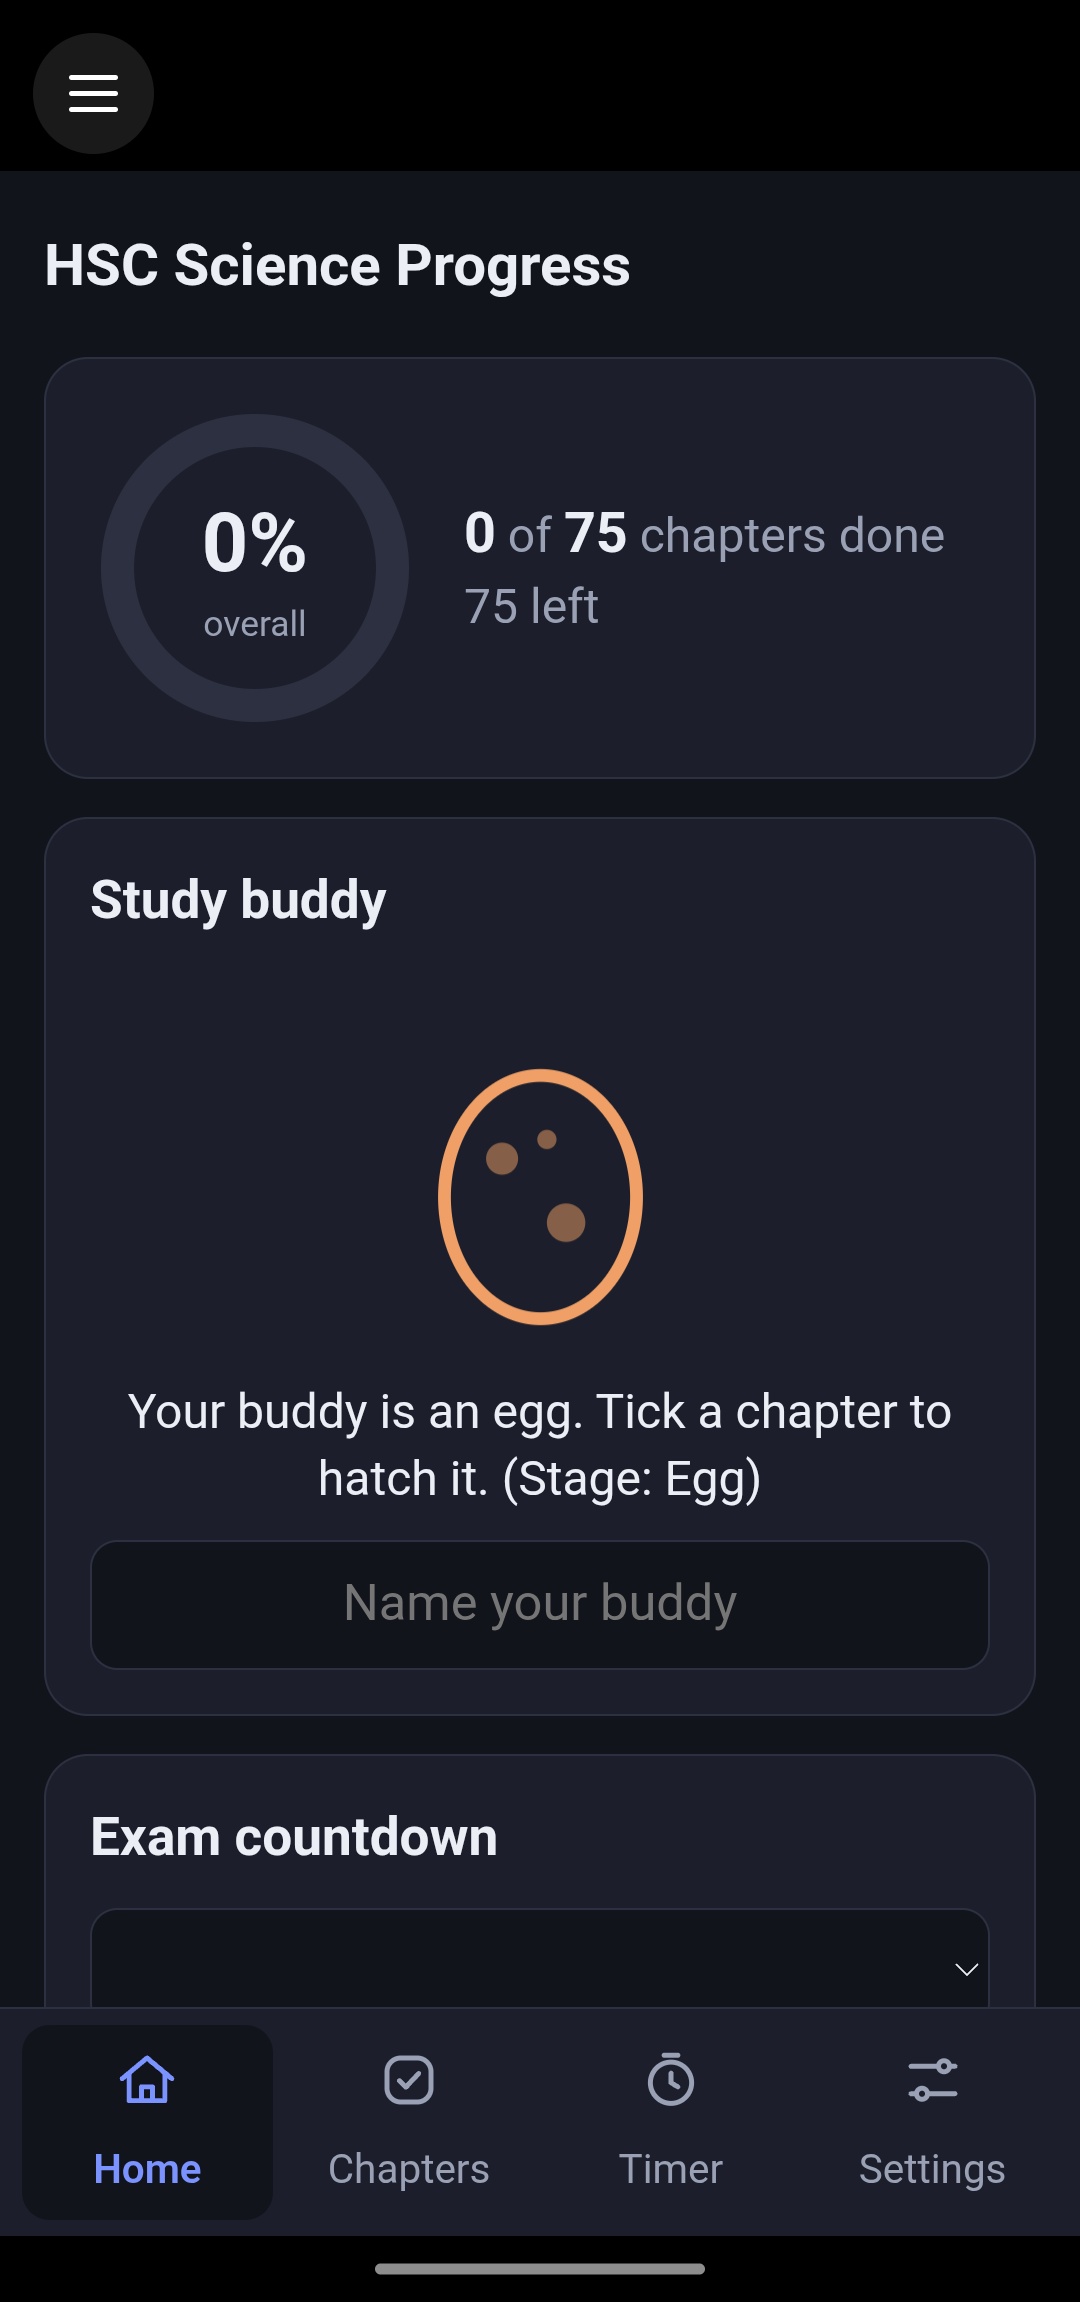 HSC Science Progress
0%
overall
0 of 75 chapters done
75 left
Study buddy
Your buddy is an egg. Tick a chapter to
hatch it. (Stage: Egg)
Name your buddy
Exam countdown
Home
Chapters
Timer
Settings